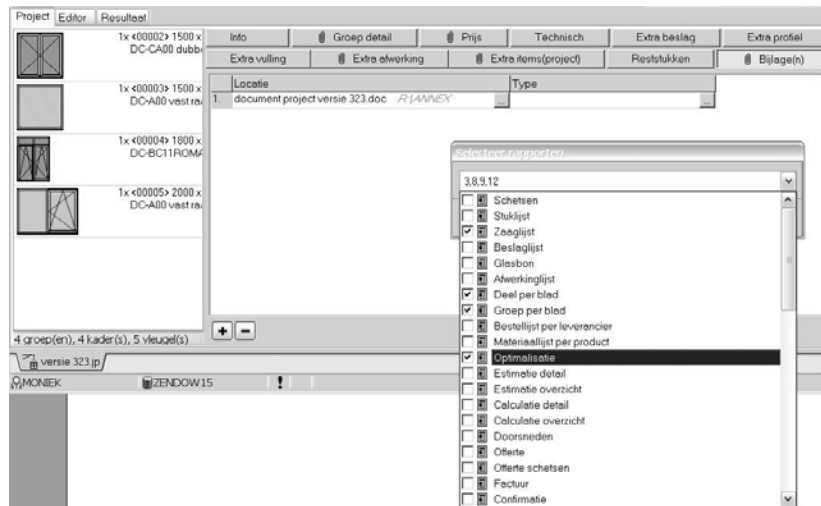 Project Editor Resultaat
1x <00002> 1500 x
DC-CA00 dubb
1x <00003> 1500 x
DC-A00 vast ra
1x <00004> 1800 x
DC-BC11ROMA
1x <00005> 2000 x
DC-A00 vast ra
4 groep(en), 4 kader(s), 5 vleugel(s)
Info Groep detail Prijs Technisch Extra beslag Extra profiel
Extra vulling Extra afwerking Extra items(project) Reststukken Bijlage(n)
Locatie Type
1. document project versie 323.doc R:\ANNEX ... ...
Selecteer rapporten
3,8,9,12
Schetsen
Stuklijst
Zaaglijst
Beslaglijst
Glasbon
Afwerkinglijst
Deel per blad
Groep per blad
Bestellijst per leverancier
Materiaallijst per product
Optimalisatie
Estimatie detail
Estimatie overzicht
Calculatie detail
Calculatie overzicht
Doorsneden
Offerte
Offerte schetsen
Factuur
Confirmatie
versie 323.jp
MONIEK ZENDOW 15 !